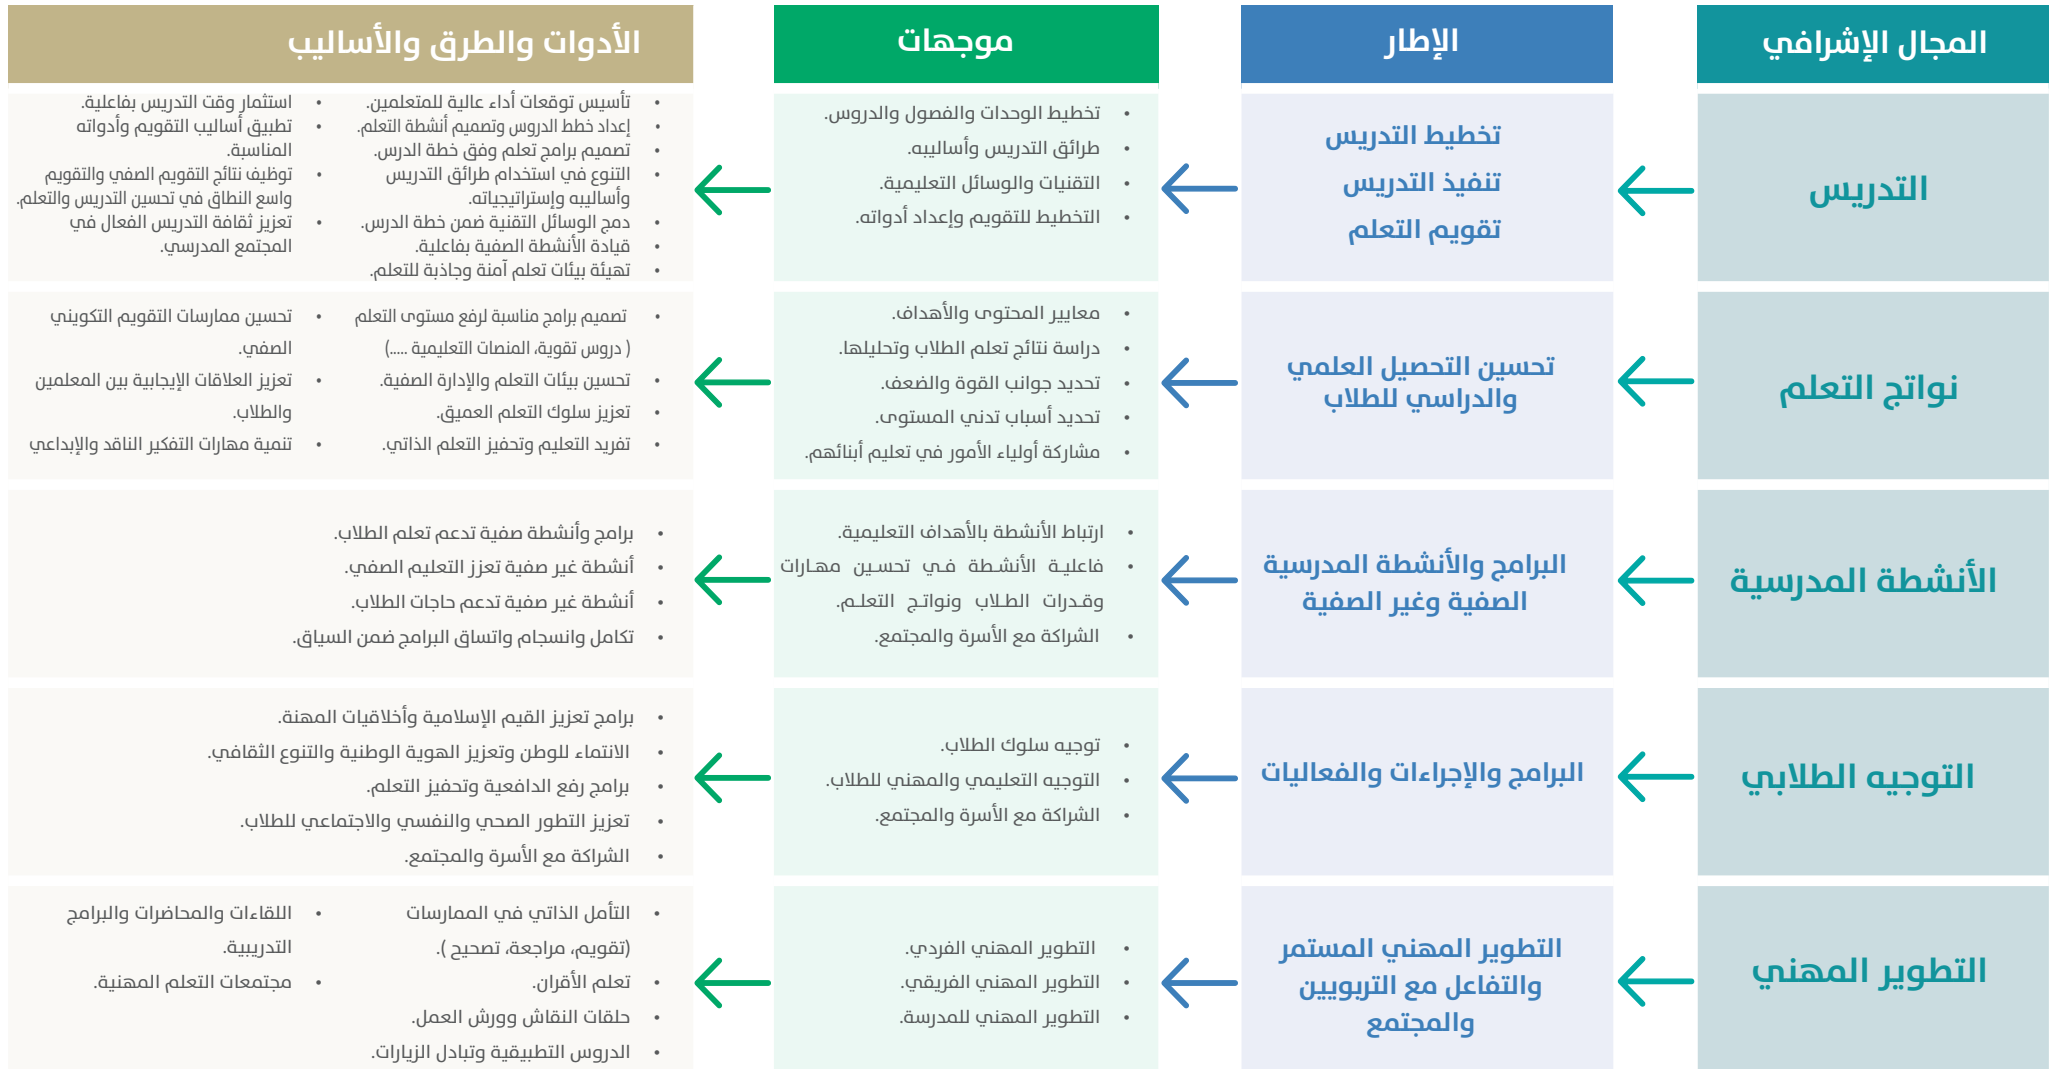 المجال الإشرافي
الإطار
موجهات
الأدوات والطرق والأساليب
التدريس
تخطيط التدريس
تنفيذ التدريس
تقويم التعلم
• تخطيط الوحدات والفصول والدروس.
• طرائق التدريس وأساليبه.
• التقنيات والوسائل التعليمية.
• التخطيط للتقويم وإعداد أدواته.
• تأسيس توقعات أداء عالية للمتعلمين.
• إعداد خطط الدروس وتصميم أنشطة التعلم.
• تصميم برامج تعلم وفق خطة الدرس.
• التنوع في استخدام طرائق التدريس
وأساليبه وإستراتيجياته.
• دمج الوسائل التقنية ضمن خطة الدرس.
• قيادة الأنشطة الصفية بفاعلية.
• تهيئة بيئات تعلم آمنة وجاذبة للتعلم.
• استثمار وقت التدريس بفاعلية.
• تطبيق أساليب التقويم وأدواته
المناسبة.
• توظيف نتائج التقويم الصفي والتقويم
واسع النطاق في تحسين التدريس والتعلم.
• تعزيز ثقافة التدريس الفعال في
المجتمع المدرسي.
نواتج التعلم
تحسين التحصيل العلمي
والدراسي للطلاب
• معايير المحتوى والأهداف.
• دراسة نتائج تعلم الطلاب وتحليلها.
• تحديد جوانب القوة والضعف.
• تحديد أسباب تدني المستوى.
• مشاركة أولياء الأمور في تعليم أبنائهم.
• تصميم برامج مناسبة لرفع مستوى التعلم
( دروس تقوية، المنصات التعليمية .....)
• تحسين بيئات التعلم والإدارة الصفية.
• تعزيز سلوك التعلم العميق.
• تفريد التعليم وتحفيز التعلم الذاتي.
• تحسين ممارسات التقويم التكويني
الصفي.
• تعزيز العلاقات الإيجابية بين المعلمين
والطلاب.
• تنمية مهارات التفكير الناقد والإبداعي
الأنشطة المدرسية
البرامج والأنشطة المدرسية
الصفية وغير الصفية
• ارتباط الأنشطة بالأهداف التعليمية.
• فاعلية الأنشطة في تحسين مهارات
وقدرات الطلاب ونواتج التعلم.
• الشراكة مع الأسرة والمجتمع.
• برامج وأنشطة صفية تدعم تعلم الطلاب.
• أنشطة غير صفية تعزز التعليم الصفي.
• أنشطة غير صفية تدعم حاجات الطلاب.
• تكامل وانسجام واتساق البرامج ضمن السياق.
التوجيه الطلابي
البرامج والإجراءات والفعاليات
• توجيه سلوك الطلاب.
• التوجيه التعليمي والمهني للطلاب.
• الشراكة مع الأسرة والمجتمع.
• برامج تعزيز القيم الإسلامية وأخلاقيات المهنة.
• الانتماء للوطن وتعزيز الهوية الوطنية والتنوع الثقافي.
• برامج رفع الدافعية وتحفيز التعلم.
• تعزيز التطور الصحي والنفسي والاجتماعي للطلاب.
• الشراكة مع الأسرة والمجتمع.
التطوير المهني
التطوير المهني المستمر
والتفاعل مع التربويين
والمجتمع
• التطوير المهني الفردي.
• التطوير المهني الفريقي.
• التطوير المهني للمدرسة.
• التأمل الذاتي في الممارسات
(تقويم، مراجعة، تصحيح ).
• تعلم الأقران.
• حلقات النقاش وورش العمل.
• الدروس التطبيقية وتبادل الزيارات.
• اللقاءات والمحاضرات والبرامج
التدريبية.
• مجتمعات التعلم المهنية.